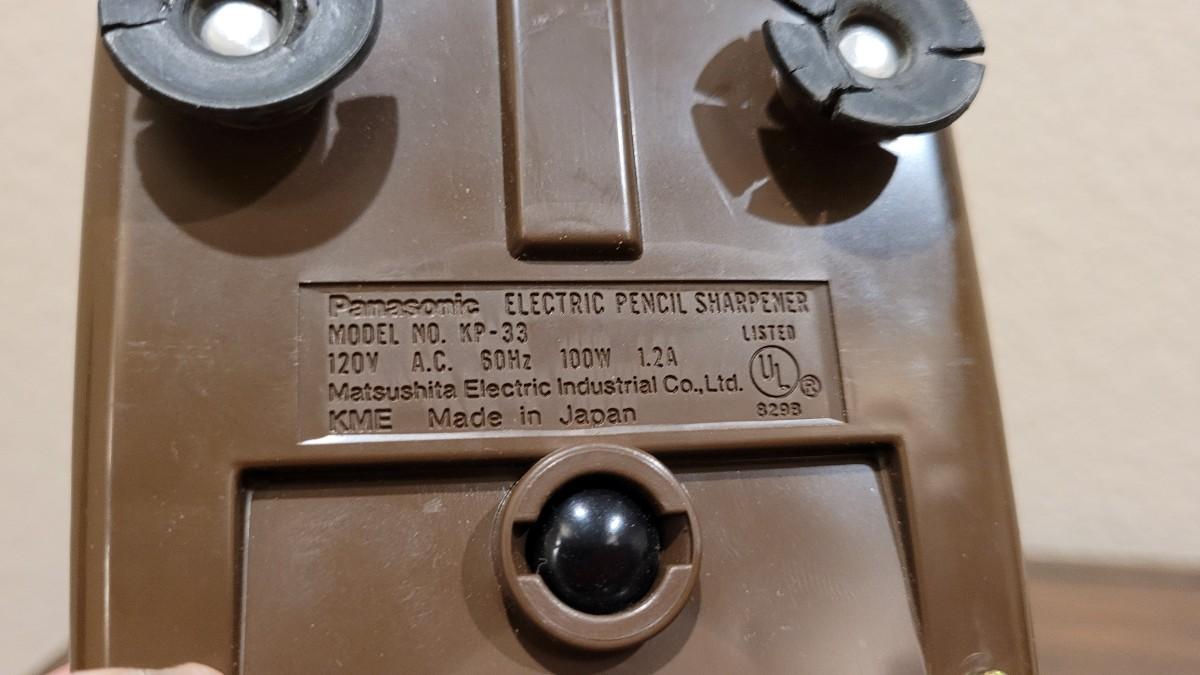 Panasonic ELECTRIC PENCIL SHARPENER
MODEL NO. KP-33
LISTED
120V A.C. 60Hz 100W 1.2A
UL ®
Matsushita Electric Industrial Co.,Ltd.
KME Made in Japan
829B